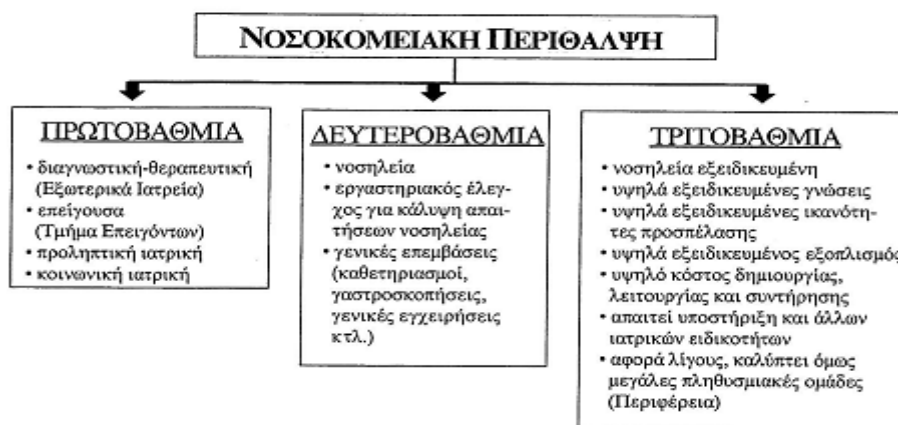 ΝΟΣΟΚΟΜΕΙΑΚΗ ΠΕΡΙΘΑΛΨΗ
ΠΡΩΤΟΒΑΘΜΙΑ
• διαγνωστική-θεραπευτική
(Εξωτερικά Ιατρεία)
• επείγουσα
(Τμήμα Επειγόντων)
• προληπτική ιατρική
• κοινωνική ιατρική
ΔΕΥΤΕΡΟΒΑΘΜΙΑ
• νοσηλεία
• εργαστηριακός έλεγ-
χος για κάλυψη απαι-
τήσεων νοσηλείας
• γενικές επεμβάσεις
(καθετηριασμοί,
γαστροσκοπήσεις,
γενικές εγχειρήσεις
κτλ.)
ΤΡΙΤΟΒΑΘΜΙΑ
• νοσηλεία εξειδικευμένη
• υψηλά εξειδικευμένες γνώσεις
• υψηλά εξειδικευμένες ικανότη-
τες προσπέλασης
• υψηλά εξειδικευμένος εξοπλισμός
• υψηλό κόστος δημιουργίας,
λειτουργίας και συντήρησης
• απαιτεί υποστήριξη και άλλων
ιατρικών ειδικοτήτων
• αφορά λίγους, καλύπτει όμως
μεγάλες πληθυσμιακές ομάδες
(Περιφέρεια)